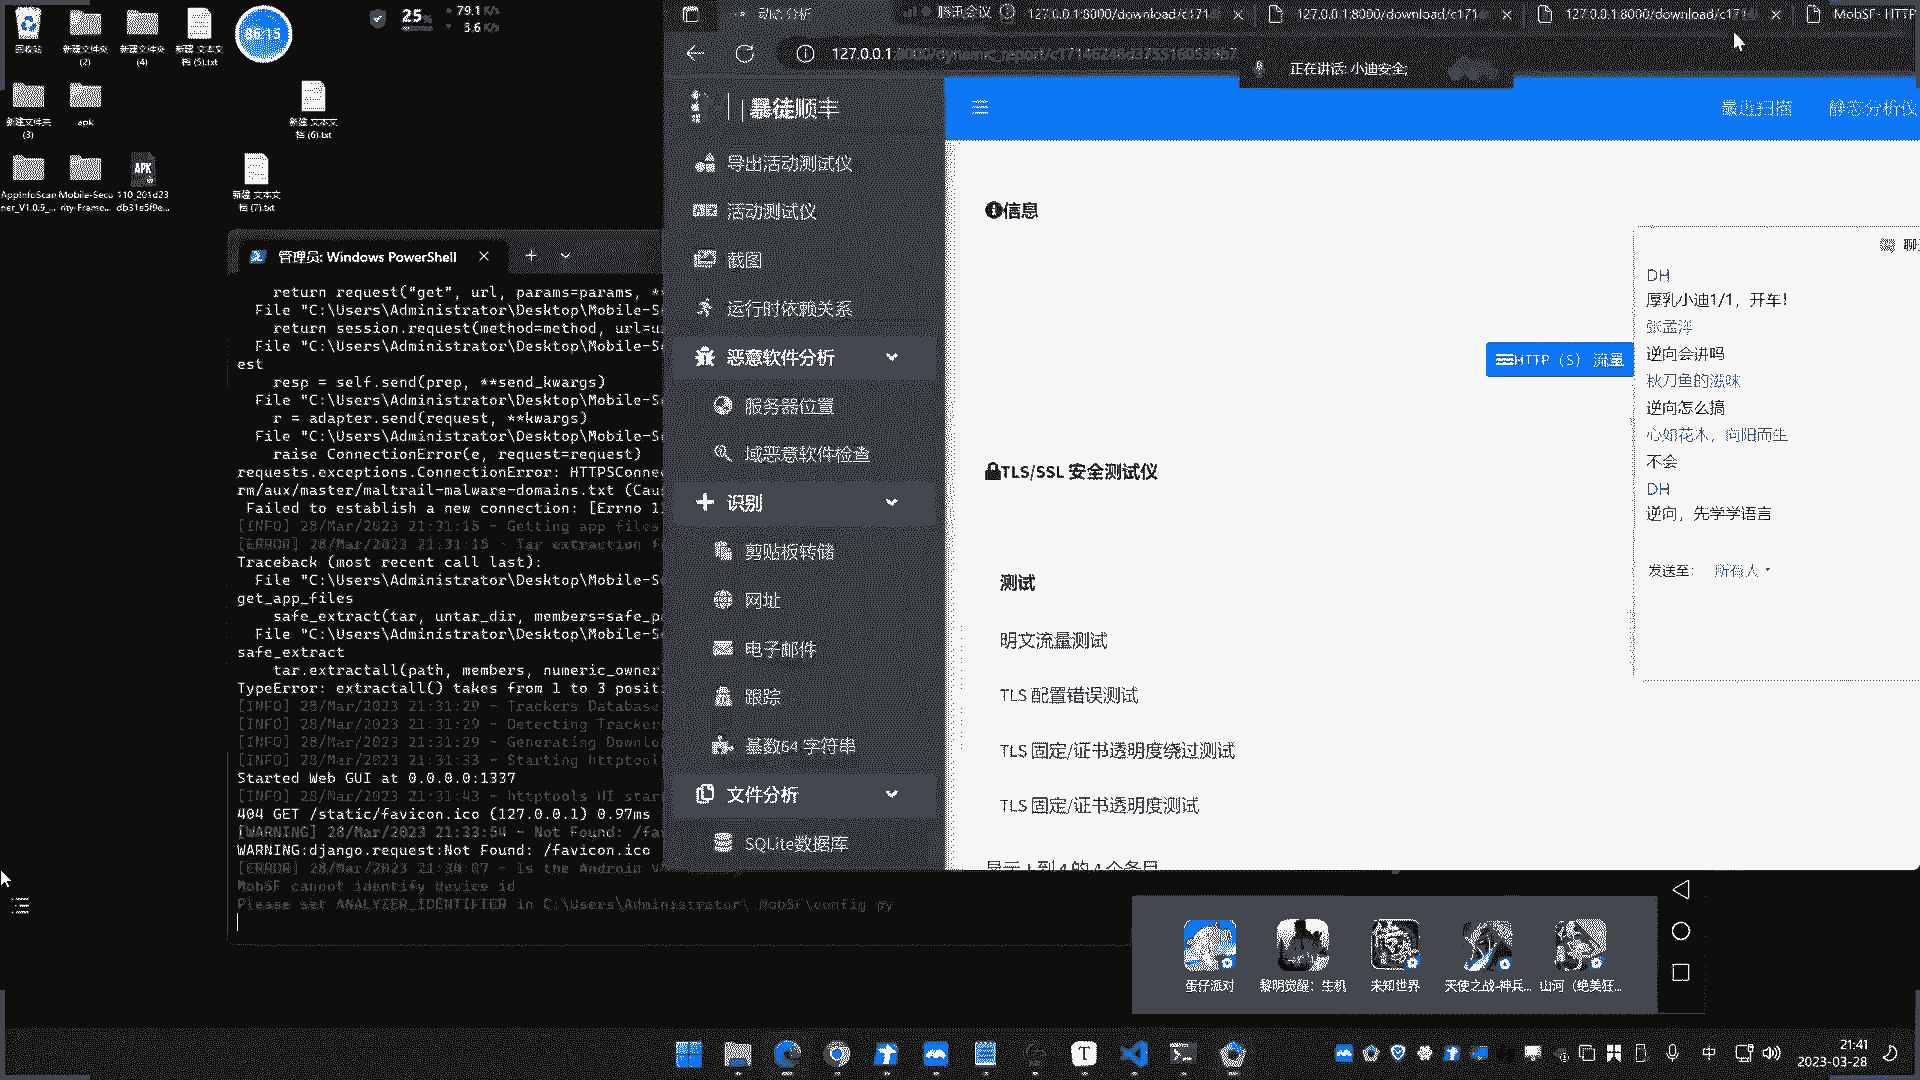 回收站
新建文件夹 (2)
新建文件夹 (4)
新建 文本文档 (5).txt
86:15
25%
79.1 K/s
3.6 K/s
新建文件夹 (3)
apk
新建 文本文档 (6).txt
APK
AppinfoScanner_V1.0.9_...
Mobile-Security-Frame...
110_201d23db31e5f9e...
新建 文本文档 (7).txt
管理员: Windows PowerShell
return request("get", url, params=params, *
File "C:\Users\Administrator\Desktop\Mobile-S
return session.request(method=method, url=u
File "C:\Users\Administrator\Desktop\Mobile-S
est
resp = self.send(prep, **send_kwargs)
File "C:\Users\Administrator\Desktop\Mobile-S
r = adapter.send(request, **kwargs)
File "C:\Users\Administrator\Desktop\Mobile-S
raise ConnectionError(e, request=request)
requests.exceptions.ConnectionError: HTTPSConne
rm/aux/master/maltrail-malware-domains.txt (Cau
Failed to establish a new connection: [Errno 1
[INFO] 28/Mar/2023 21:31:15 - Getting app files
[ERROR] 28/Mar/2023 21:31:15 - Tar extraction f
Traceback (most recent call last):
File "C:\Users\Administrator\Desktop\Mobile-S
get_app_files
safe_extract(tar, untar_dir, members=safe_p
File "C:\Users\Administrator\Desktop\Mobile-S
safe_extract
tar.extractall(path, members, numeric_owner
TypeError: extractall() takes from 1 to 3 posit
[INFO] 28/Mar/2023 21:31:29 - Trackers Database
[INFO] 28/Mar/2023 21:31:29 - Detecting Tracker
[INFO] 28/Mar/2023 21:31:29 - Generating Downlo
[INFO] 28/Mar/2023 21:31:33 - Starting httptool
Started Web GUI at 0.0.0.0:1337
[INFO] 28/Mar/2023 21:31:43 - httptools UI star
404 GET /static/favicon.ico (127.0.0.1) 0.97ms
[WARNING] 28/Mar/2023 21:33:54 - Not Found: /fa
WARNING:django.request:Not Found: /favicon.ico
- Is the Android V
MobSF cannot identify device id
Please set ANALYZER_IDENTIFIER in C:\Users\Administrator\.MobSF\config.py
动态分析
腾讯会议
127.0.0.1:8000/download/c1714
127.0.0.1:8000/download/c1714
127.0.0.1:8000/download/c1714
MobSF - HTTP
127.0.0.1:8000/dynamic_report/
正在讲话: 小迪安全;
暴徒顺丰
最近扫描
静态分析仪
导出活动测试仪
活动测试仪
截图
运行时依赖关系
恶意软件分析
服务器位置
域恶意软件检查
识别
剪贴板转储
网址
电子邮件
跟踪
基数64 字符串
文件分析
SQLite数据库
信息
HTTP（S） 流量
TLS/SSL 安全测试仪
测试
明文流量测试
TLS 配置错误测试
TLS 固定/证书透明度绕过测试
TLS 固定/证书透明度测试
显示 1 到 4 的 4 个条目
DH
厚乳小迪1/1，开车！
张孟洋
逆向会讲吗
秋刀鱼的滋味
逆向怎么搞
心如花木，向阳而生
不会
DH
逆向，先学学语言
发送至: 所有人
蛋仔派对
黎明觉醒：生机
未知世界
天使之战-神兵...
山河（绝美狂...
中
21:41
2023-03-28